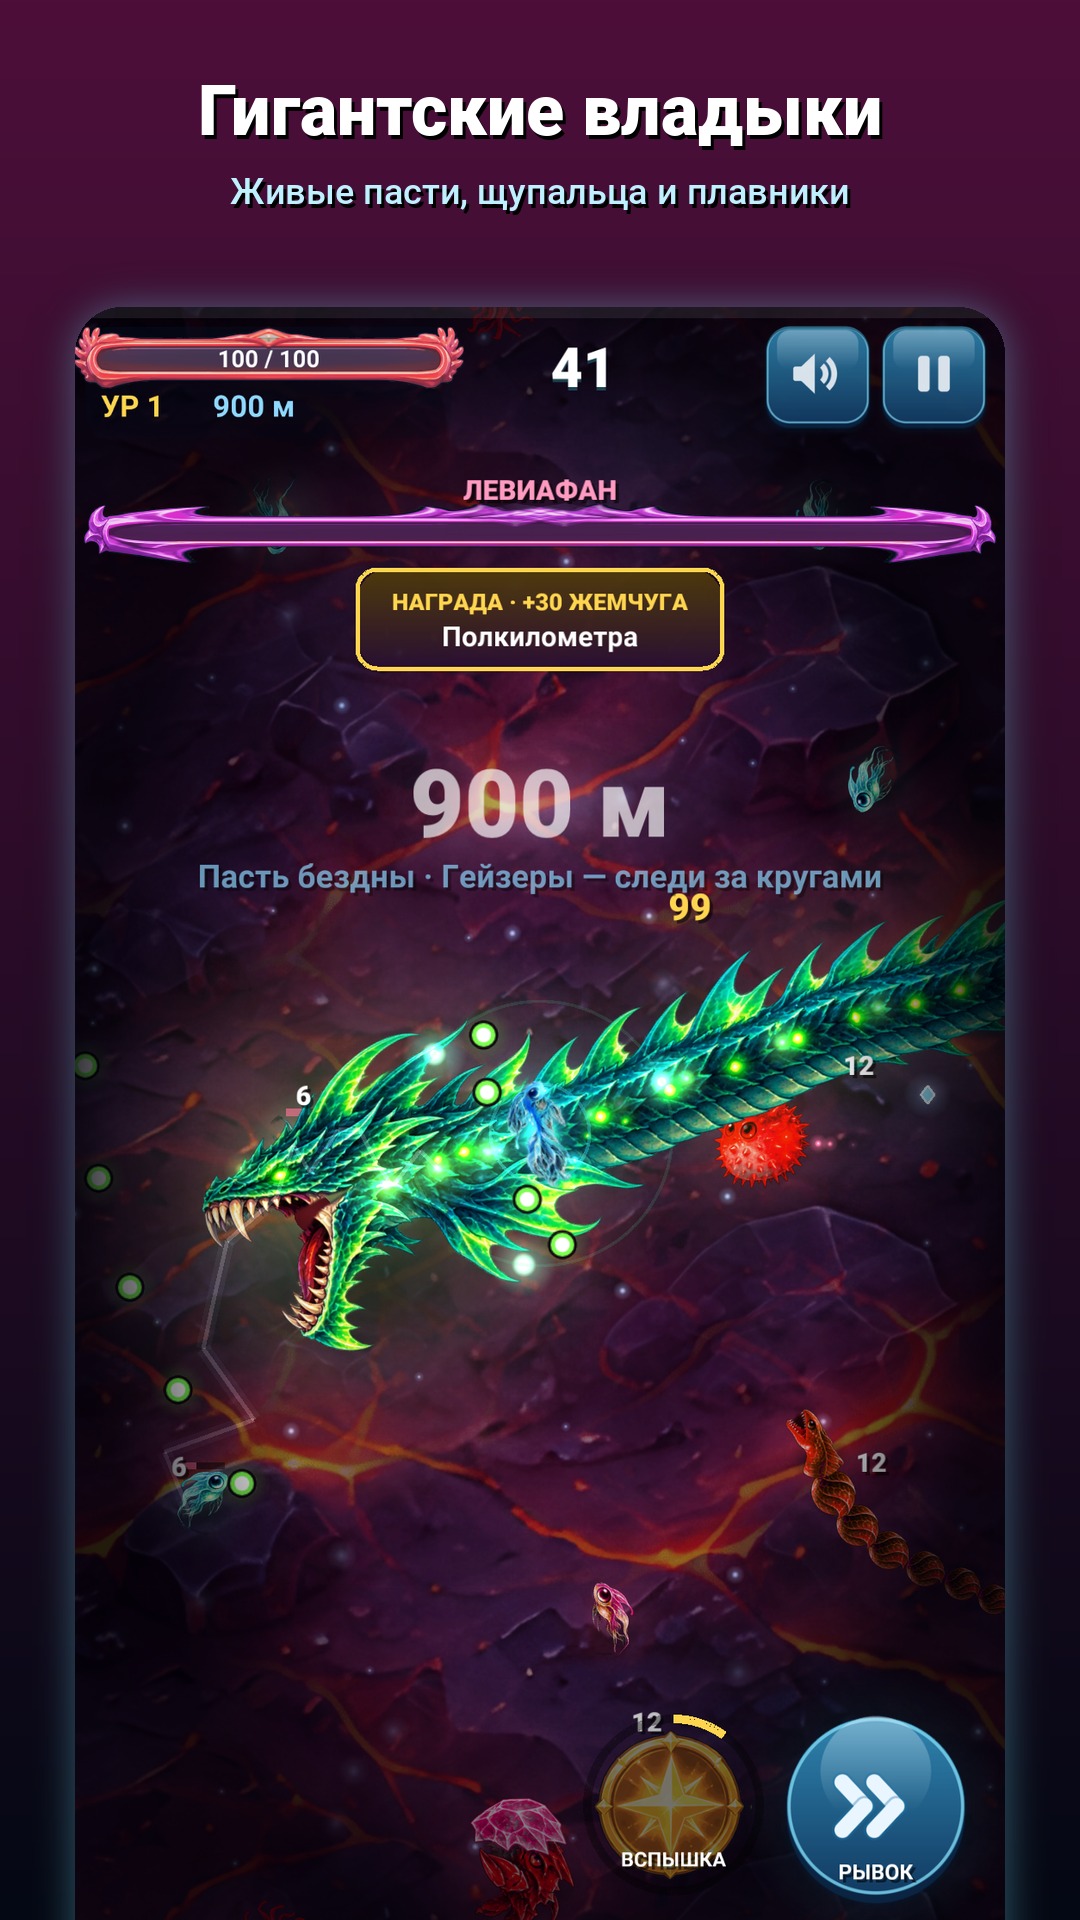 Гигантские владыки
Живые пасти, щупальца и плавники
100 / 100
41
УР 1 900 м
ЛЕВИАФАН
НАГРАДА · +30 ЖЕМЧУГА
Полкилометра
900 м
Пасть бездны · Гейзеры — следи за кругами
99
12
6
12
6
12
ВСПЫШКА
РЫВОК